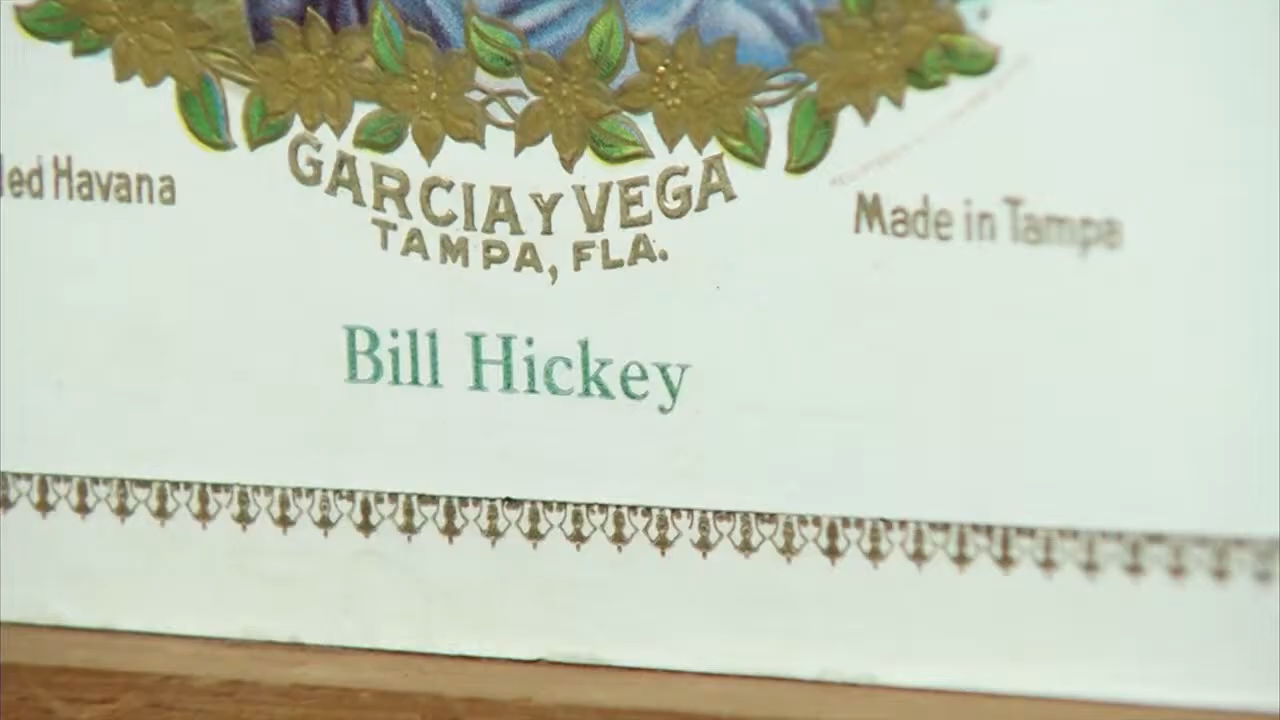 led Havana
GARCIA Y VEGA
TAMPA, FLA.
Made in Tampa
Bill Hickey